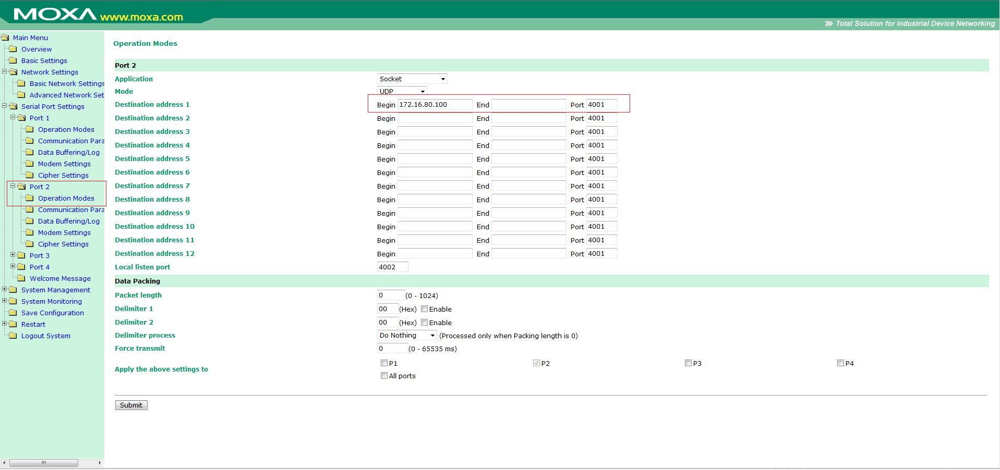 MOXA www.moxa.com
Total Solution for Industrial Device Networking
Main Menu
Overview
Basic Settings
Network Settings
Basic Network Settings
Advanced Network Set
Serial Port Settings
Port 1
Operation Modes
Communication Para
Data Buffering/Log
Modem Settings
Cipher Settings
Port 2
Operation Modes
Communication Para
Data Buffering/Log
Modem Settings
Cipher Settings
Port 3
Port 4
Welcome Message
System Management
System Monitoring
Save Configuration
Restart
Logout System
Operation Modes
Port 2
Application Socket
Mode UDP
Destination address 1 Begin 172.16.80.100 End Port 4001
Destination address 2 Begin End Port 4001
Destination address 3 Begin End Port 4001
Destination address 4 Begin End Port 4001
Destination address 5 Begin End Port 4001
Destination address 6 Begin End Port 4001
Destination address 7 Begin End Port 4001
Destination address 8 Begin End Port 4001
Destination address 9 Begin End Port 4001
Destination address 10 Begin End Port 4001
Destination address 11 Begin End Port 4001
Destination address 12 Begin End Port 4001
Local listen port 4002
Data Packing
Packet length 0 (0 - 1024)
Delimiter 1 00 (Hex) Enable
Delimiter 2 00 (Hex) Enable
Delimiter process Do Nothing (Processed only when Packing length is 0)
Force transmit 0 (0 - 65535 ms)
Apply the above settings to P1 P2 P3 P4
All ports
Submit